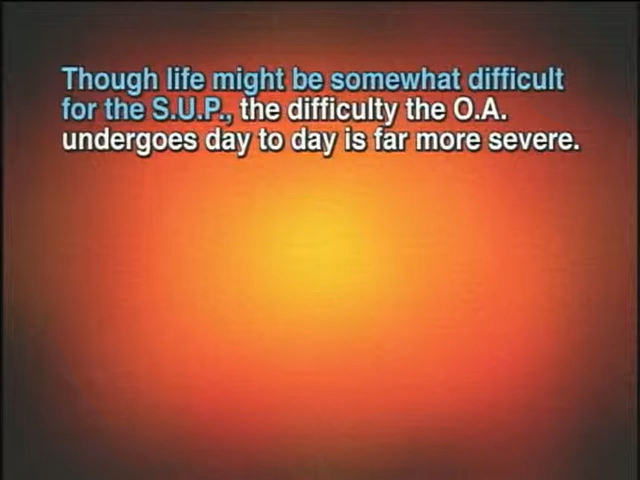 Though life might be somewhat difficult
for the S.U.P., the difficulty the O.A.
undergoes day to day is far more severe.